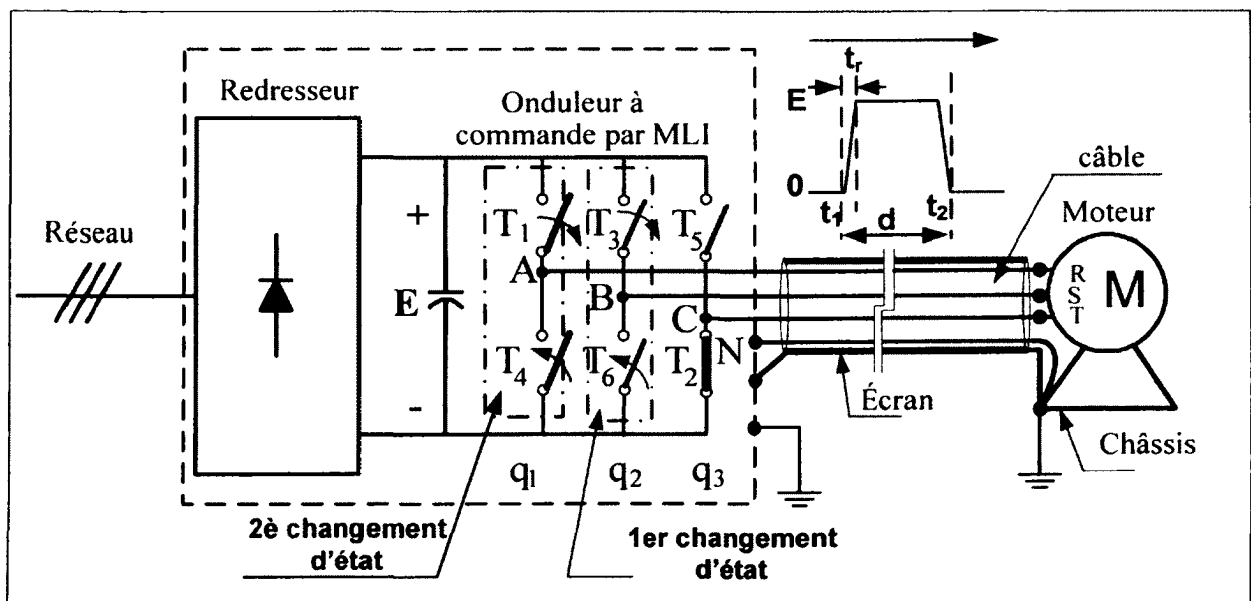 Redresseur
Onduleur à
commande par MLI
Réseau
+
E
-
T1
T3
T5
A
B
C
N
T4
T6
T2
q1
q2
q3
2è changement
d'état
1er changement
d'état
tr
E
0
t1
t2
d
câble
Moteur
R
S
T
M
Écran
Châssis